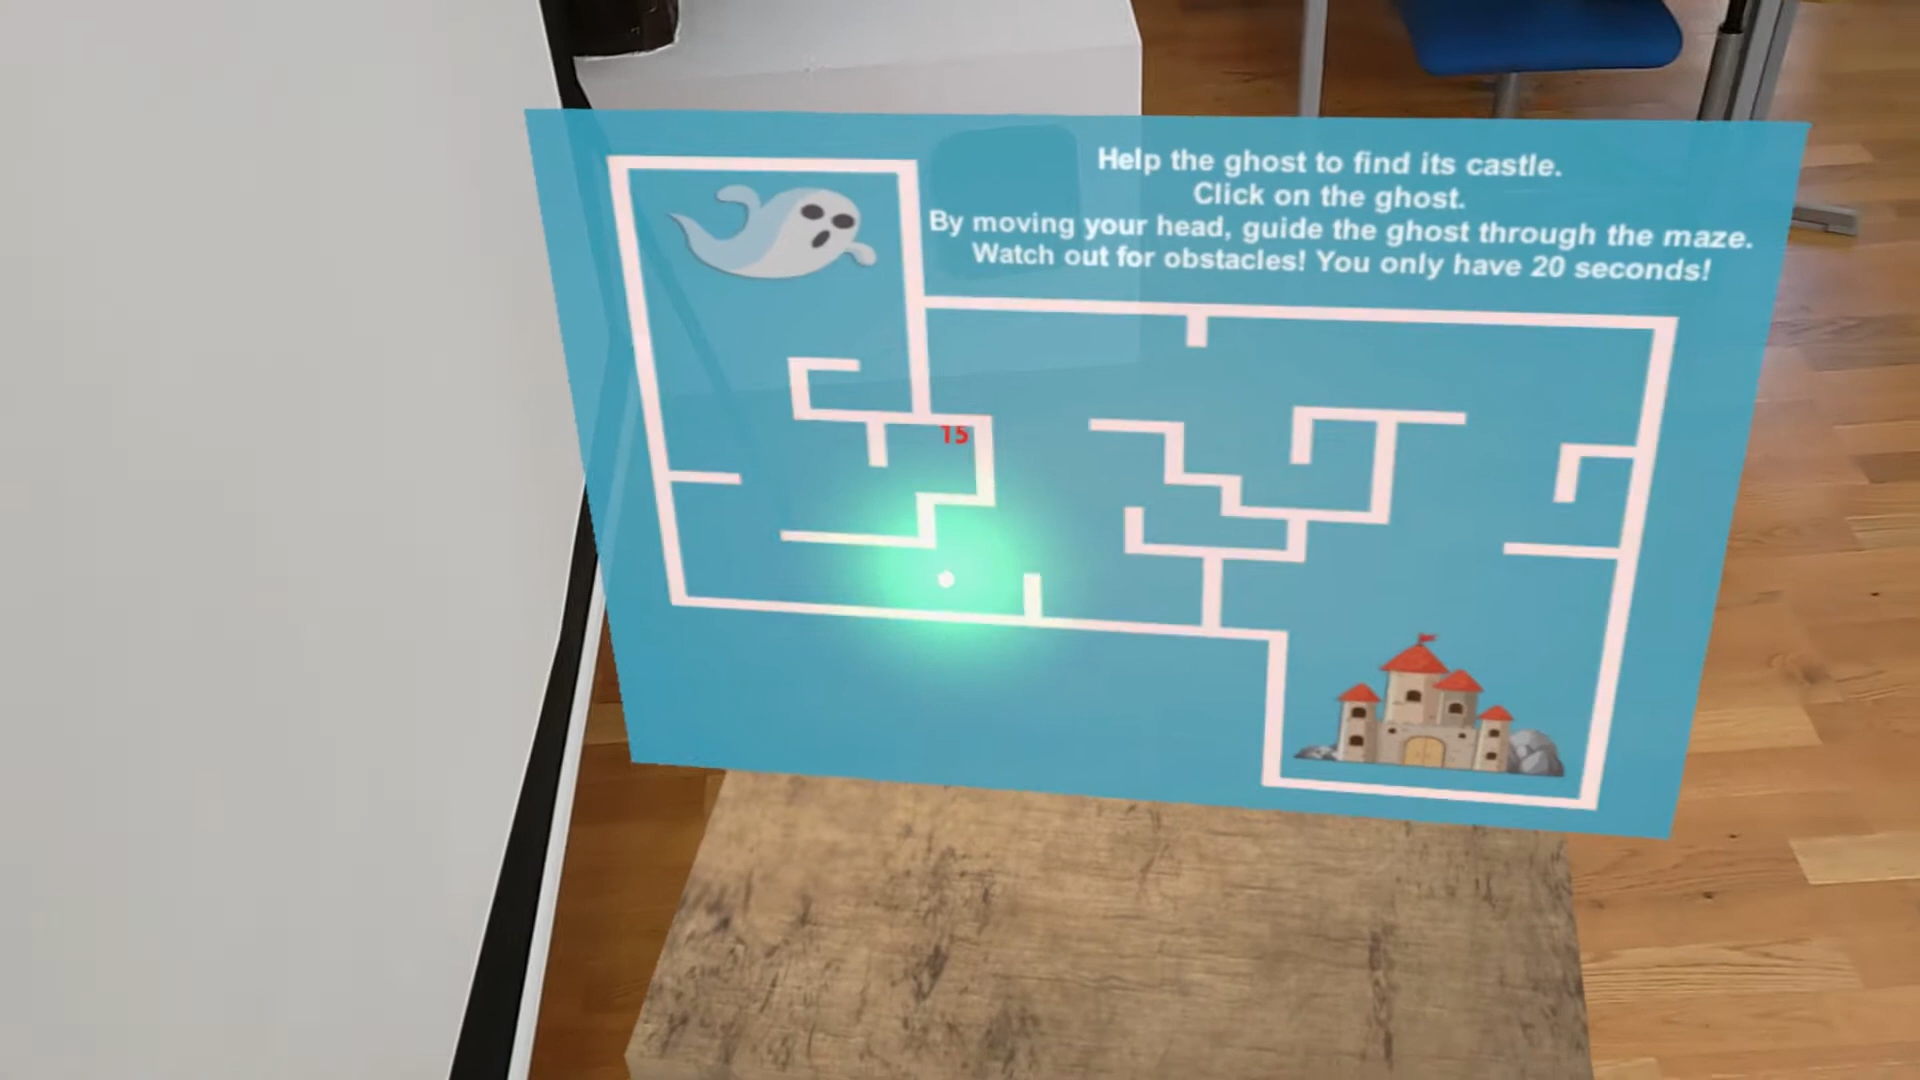 Help the ghost to find its castle.
Click on the ghost.
By moving your head, guide the ghost through the maze.
Watch out for obstacles! You only have 20 seconds!
15